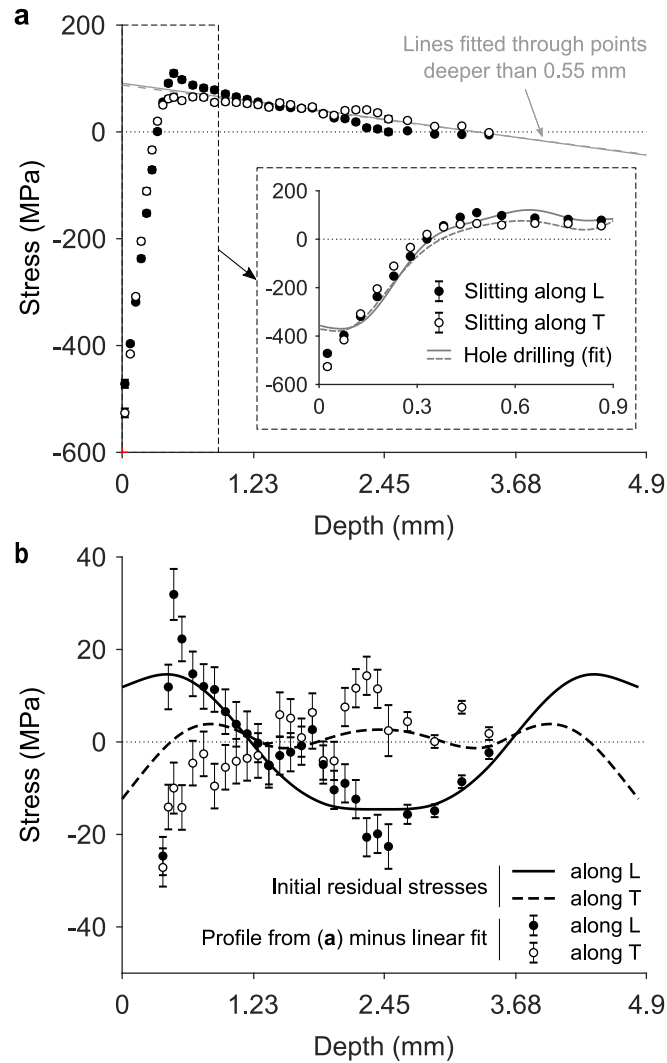 a
200
0
-200
-400
-600
Stress (MPa)
Lines fitted through points
deeper than 0.55 mm
200
0
-200
-400
-600
0
0.3
0.6
0.9
Slitting along L
Slitting along T
Hole drilling (fit)
0
1.23
2.45
3.68
4.9
Depth (mm)
b
40
20
0
-20
-40
Stress (MPa)
Initial residual stresses
along L
along T
Profile from (a) minus linear fit
along L
along T
0
1.23
2.45
3.68
4.9
Depth (mm)